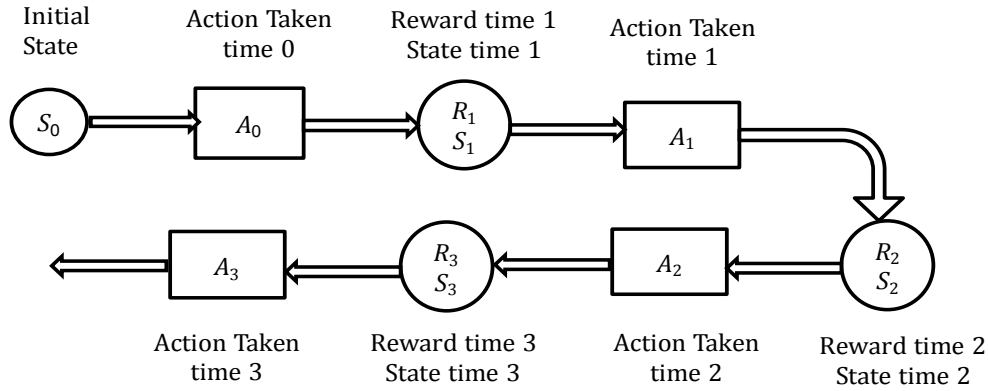 Initial
State
Action Taken
time 0
Reward time 1
State time 1
Action Taken
time 1
S₀
A₀
R₁
S₁
A₁
R₂
S₂
A₂
R₃
S₃
A₃
Action Taken
time 3
Reward time 3
State time 3
Action Taken
time 2
Reward time 2
State time 2